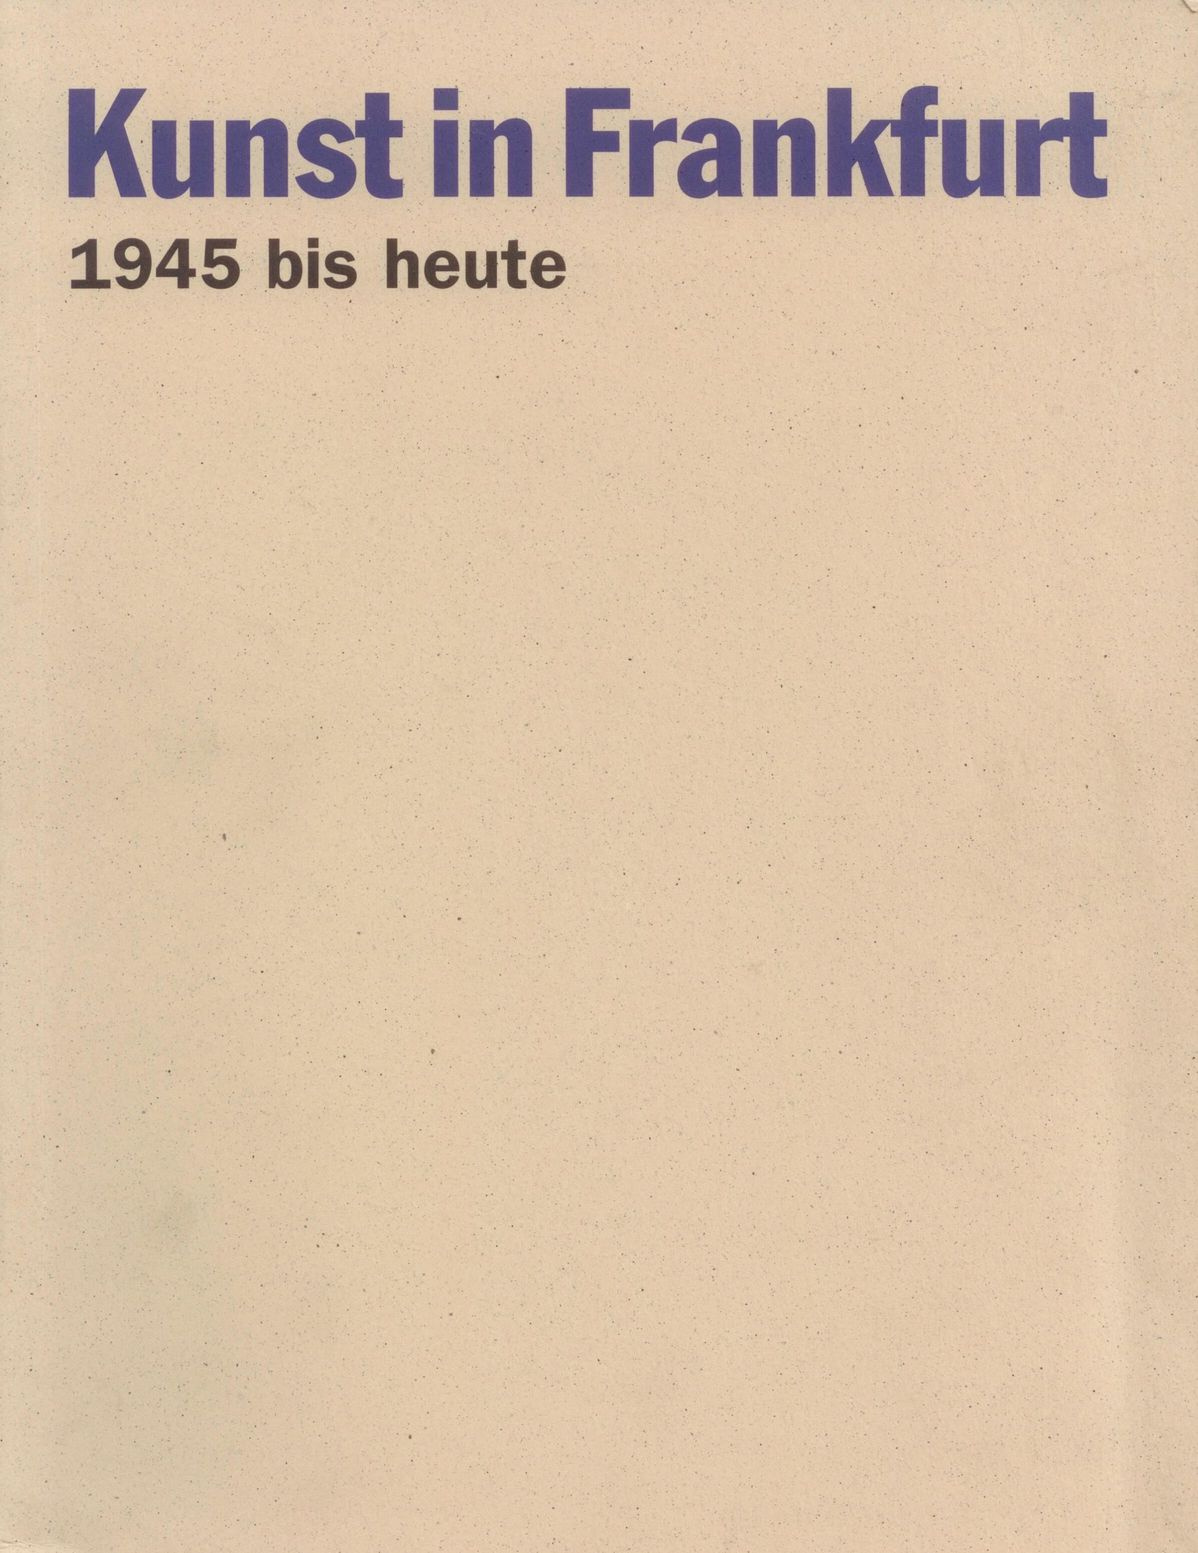 Kunst in Frankfurt
1945 bis heute